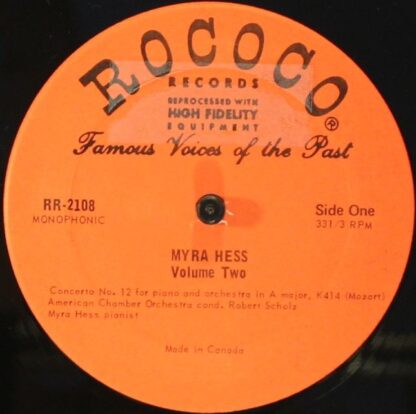 ROCOCO
RECORDS
REPROCESSED WITH
HIGH FIDELITY
EQUIPMENT
®
Famous Voices of the Past
RR-2108
MONOPHONIC
Side One
331/3 RPM
MYRA HESS
Volume Two
Concerto No. 12 for piano and orchestra in A major, K414 (Mozart)
American Chamber Orchestra cond. Robert Scholz
Myra Hess pianist
Made in Canada